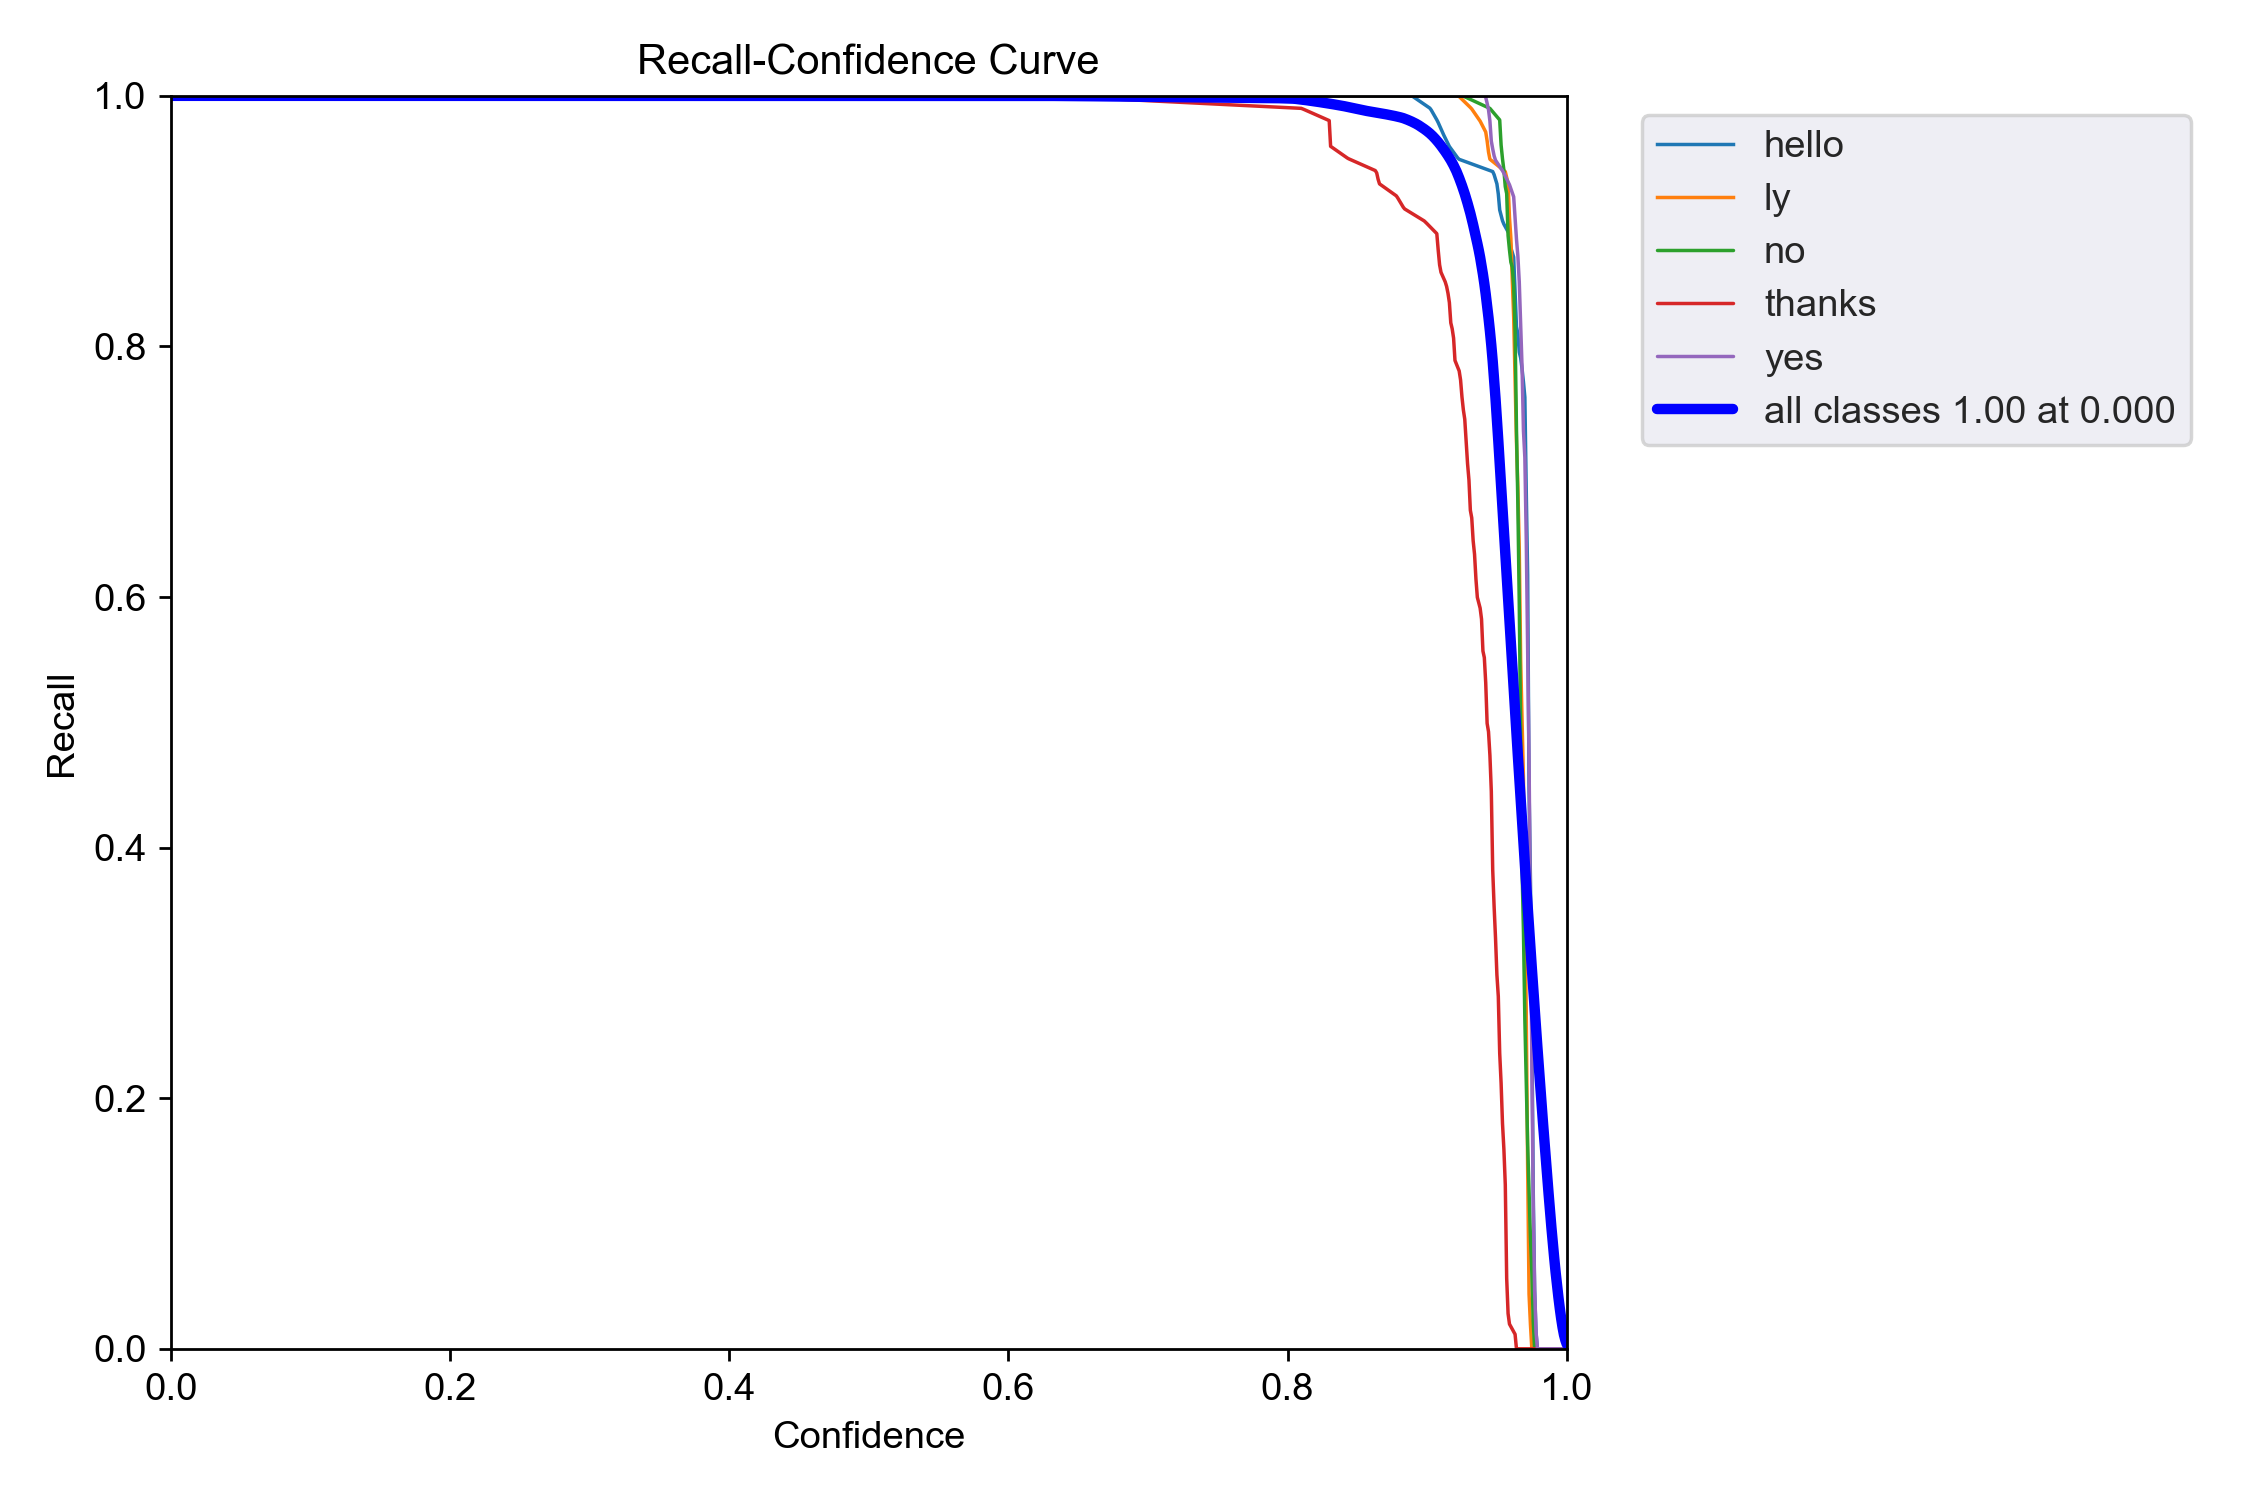 Recall-Confidence Curve
1.0
0.8
0.6
0.4
0.2
0.0
Recall
0.0 0.2 0.4 0.6 0.8 1.0
Confidence
hello
ly
no
thanks
yes
all classes 1.00 at 0.000